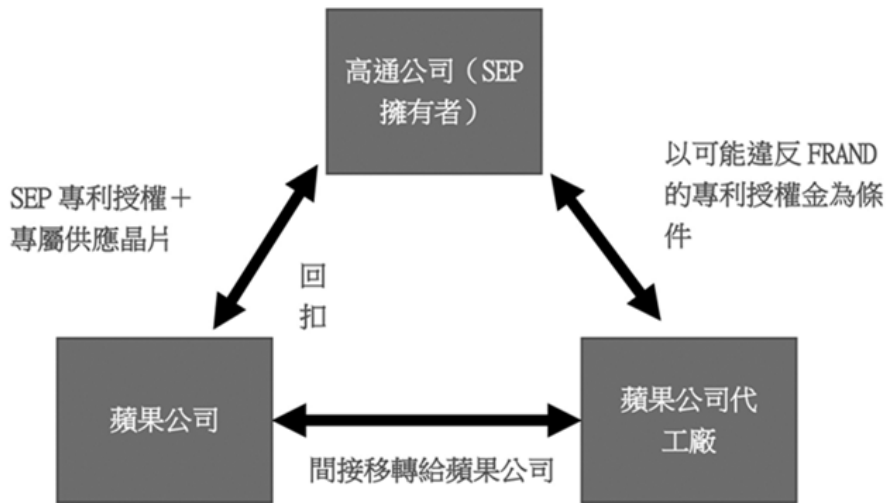 高通公司（SEP
擁有者）
以可能違反 FRAND
的專利授權金為條
件
SEP 專利授權＋
專屬供應晶片
回
扣
蘋果公司
蘋果公司代
工廠
間接移轉給蘋果公司